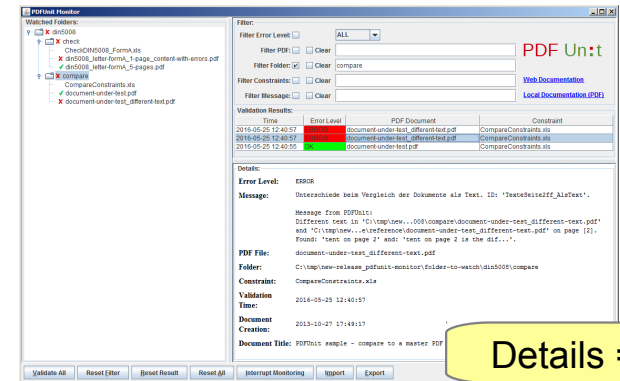 PDFUnit Monitor
Watched Folders:
din5008
check
CheckDIN5008_FormA.xls
din5008_letter-formA_1-page_content-with-errors.pdf
din5008_letter-formA_5-pages.pdf
compare
CompareConstraints.xls
document-under-test.pdf
document-under-test_different-text.pdf
Filter:
Filter Error Level: ALL
Filter PDF: Clear
Filter Folder: Clear compare
Filter Constraints: Clear
Filter Message: Clear
PDF Un:t
Web Documentation
Local Documentation (PDF)
Validation Results:
Time Error Level PDF Document Constraint
2016-05-25 12:40:57 document-under-test_different-text.pdf CompareConstraints.xls
2016-05-25 12:40:57 document-under-test_different-text.pdf CompareConstraints.xls
2016-05-25 12:40:55 OK document-under-test.pdf CompareConstraints.xls
Details:
Error Level: ERROR
Message: Unterschiede beim Vergleich der Dokumente als Text. ID: 'TexteSeite2ff_AlsText'.
Message from PDFUnit:
Different text in 'C:\tmp\new...008\compare\document-under-test_different-text.pdf'
and 'C:\tmp\new...e\reference\document-under-test_different-text.pdf' on page [2].
Found: 'tent on page 2' and: 'tent on page 2 is the dif...'.
PDF File: document-under-test_different-text.pdf
Folder: C:\tmp\new-release_pdfunit-monitor\folder-to-watch\din5008\compare
Constraint: CompareConstraints.xls
Validation
Time: 2016-05-25 12:40:57
Document
Creation: 2013-10-27 17:49:17
Document Title: PDFUnit sample - compare to a master PDF
Details =
Validate All Reset Filter Reset Result Reset All Interrupt Monitoring Import Export